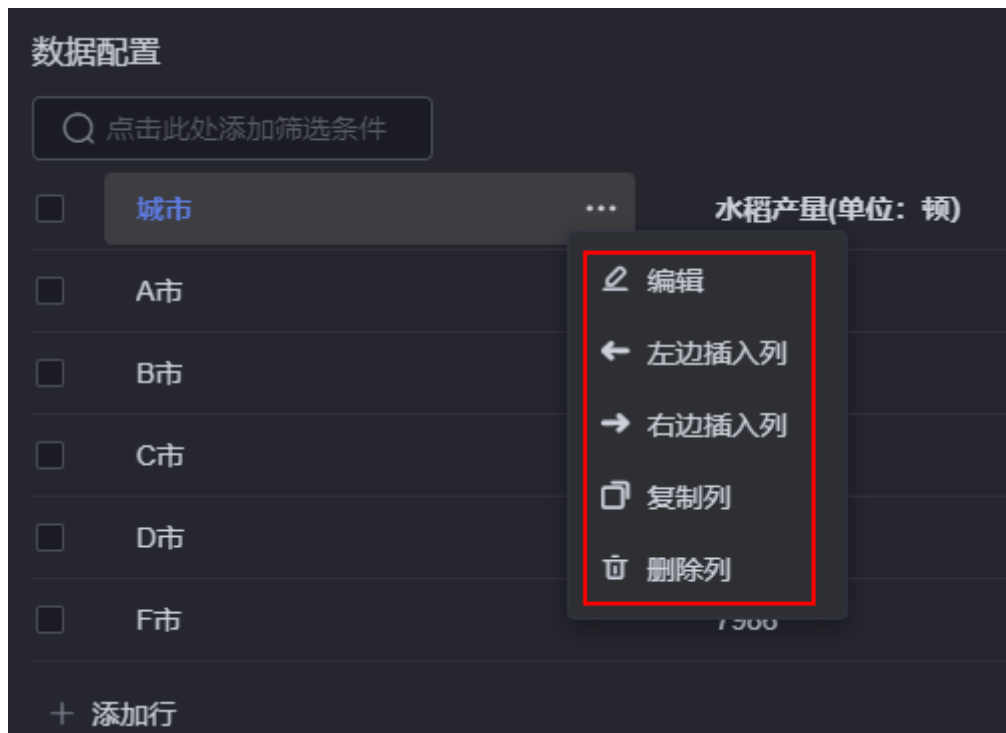 数据配置
点击此处添加筛选条件
城市 ··· 水稻产量(单位：顿)
A市
编辑
左边插入列
B市
右边插入列
C市
复制列
D市
删除列
F市
添加行